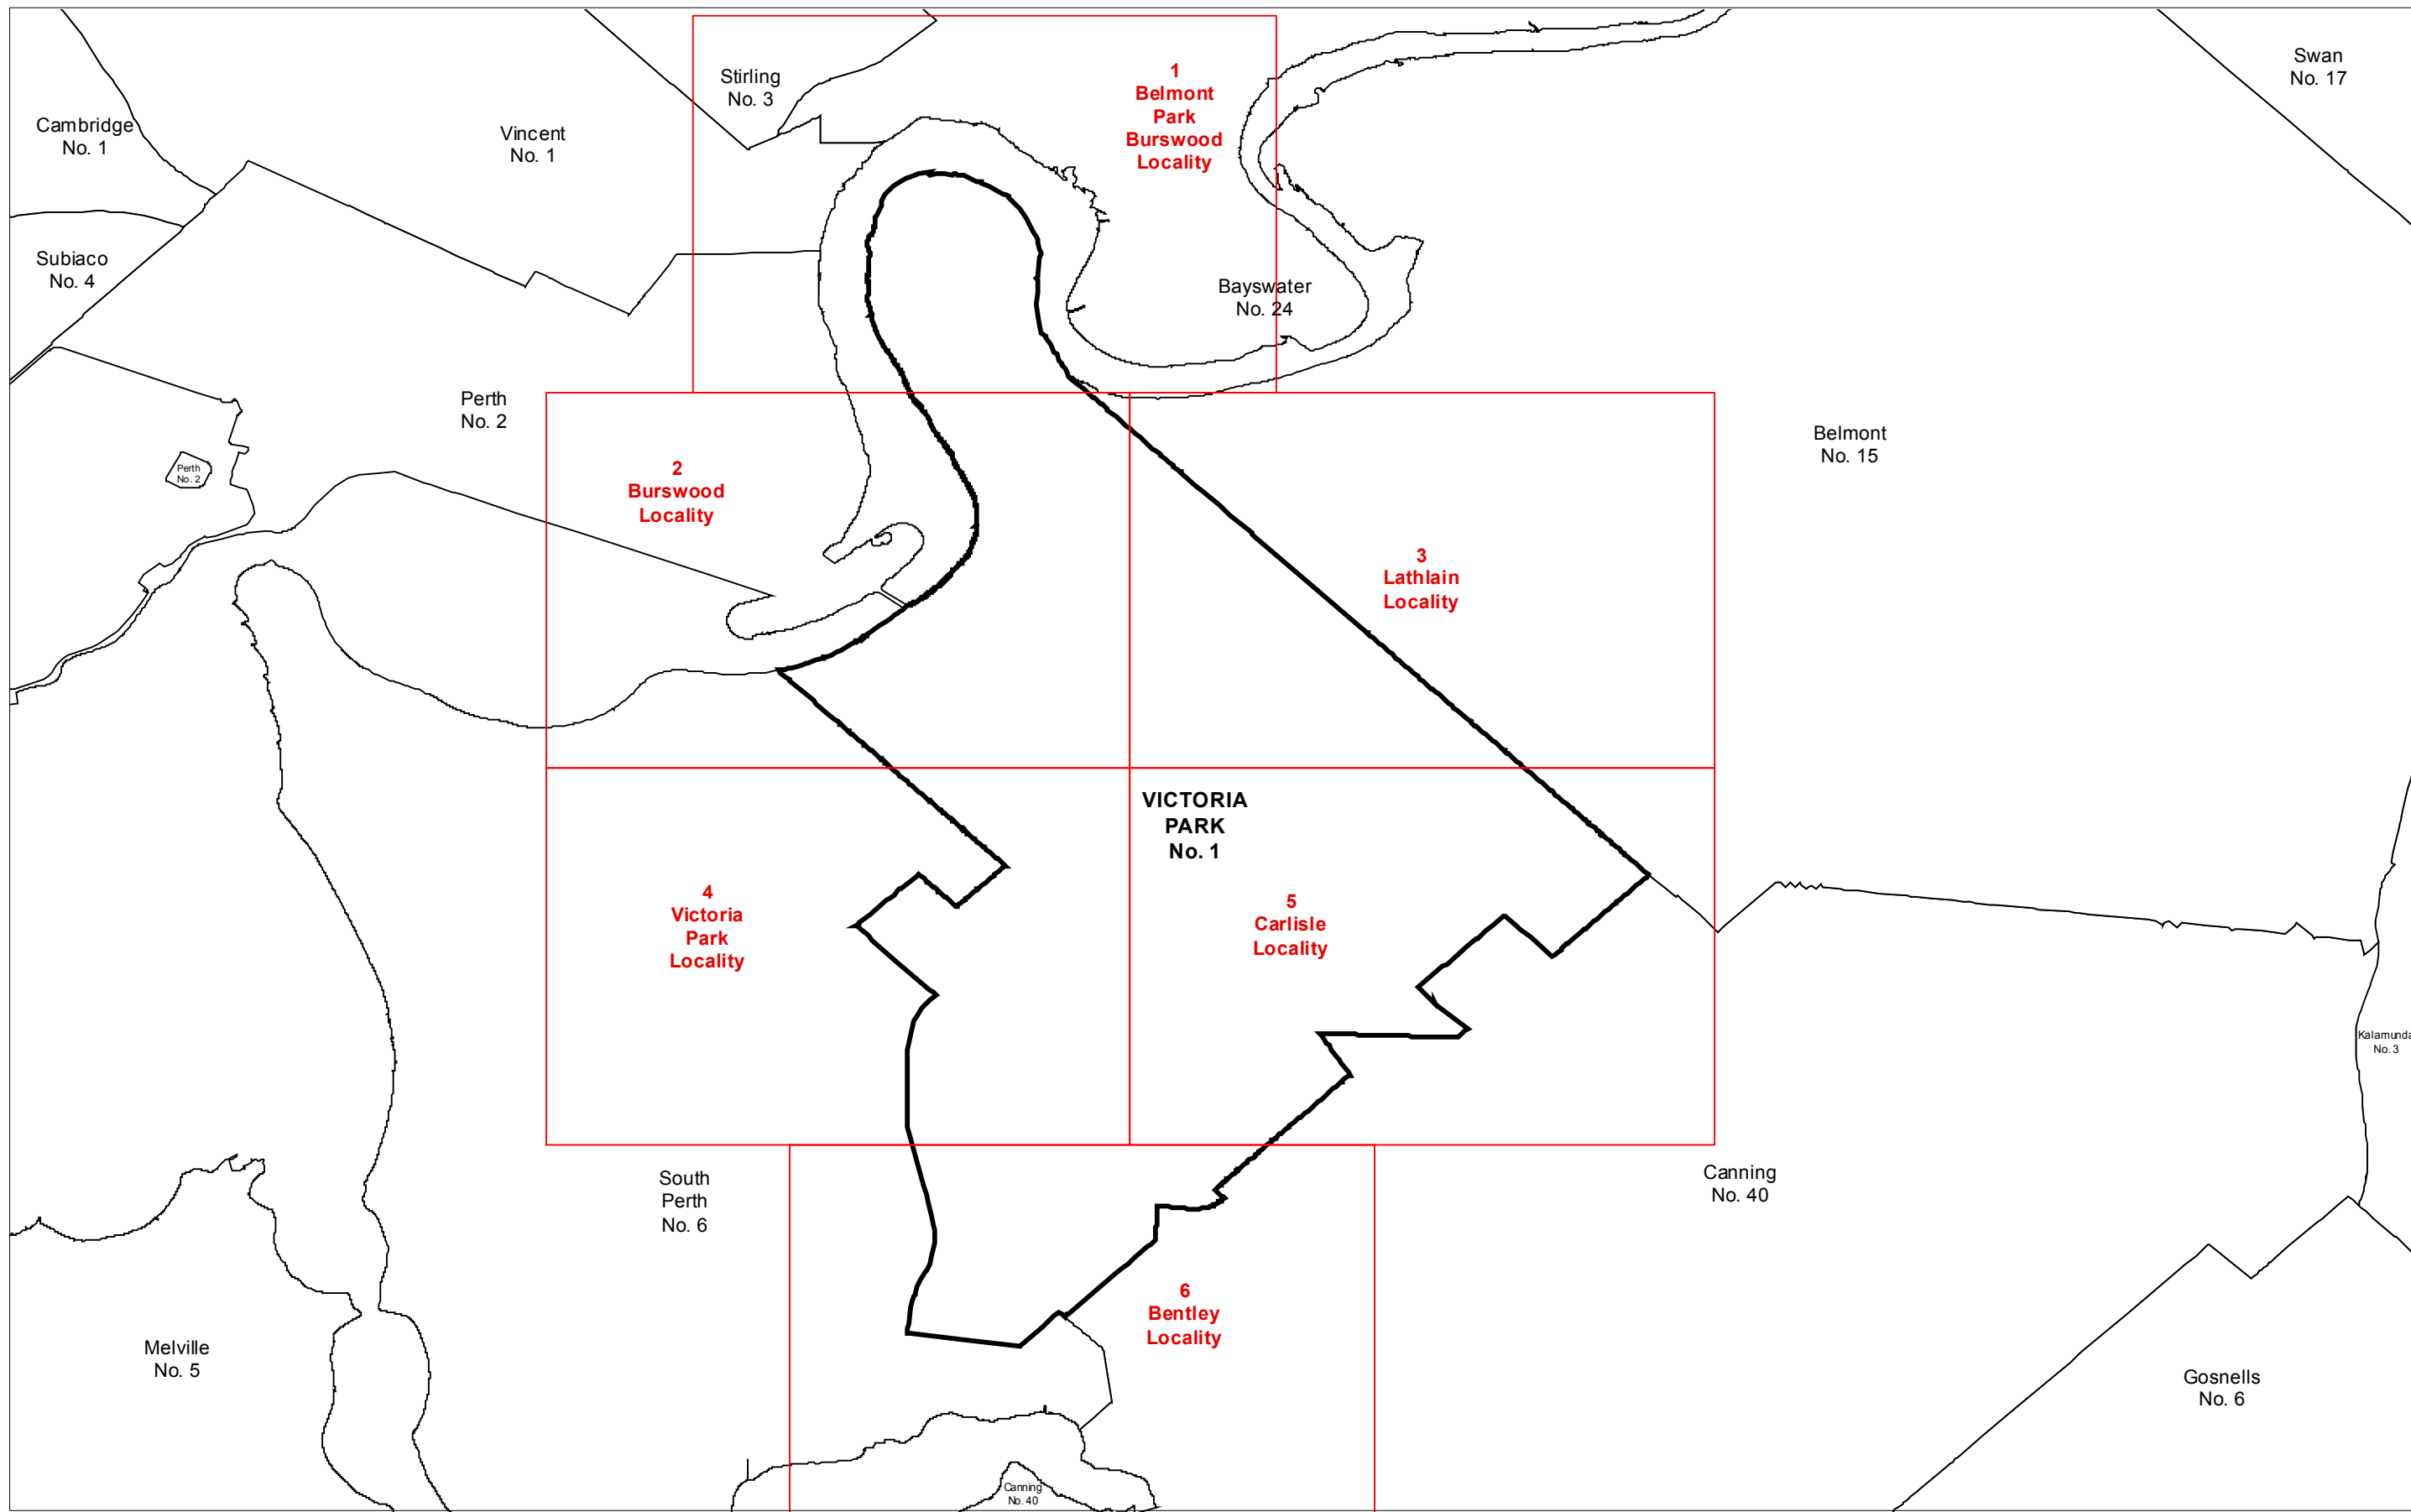 Swan
No. 17
Stirling
No. 3
1
Belmont
Park
Burswood
Locality
Cambridge
No. 1
Vincent
No. 1
Subiaco
No. 4
Bayswater
No. 24
Perth
No. 2
Belmont
No. 15
Perth
No. 2
2
Burswood
Locality
3
Lathlain
Locality
VICTORIA
PARK
No. 1
4
Victoria
Park
Locality
5
Carlisle
Locality
Kalamunda
No. 3
South
Perth
No. 6
Canning
No. 40
6
Bentley
Locality
Melville
No. 5
Gosnells
No. 6
Canning
No. 40